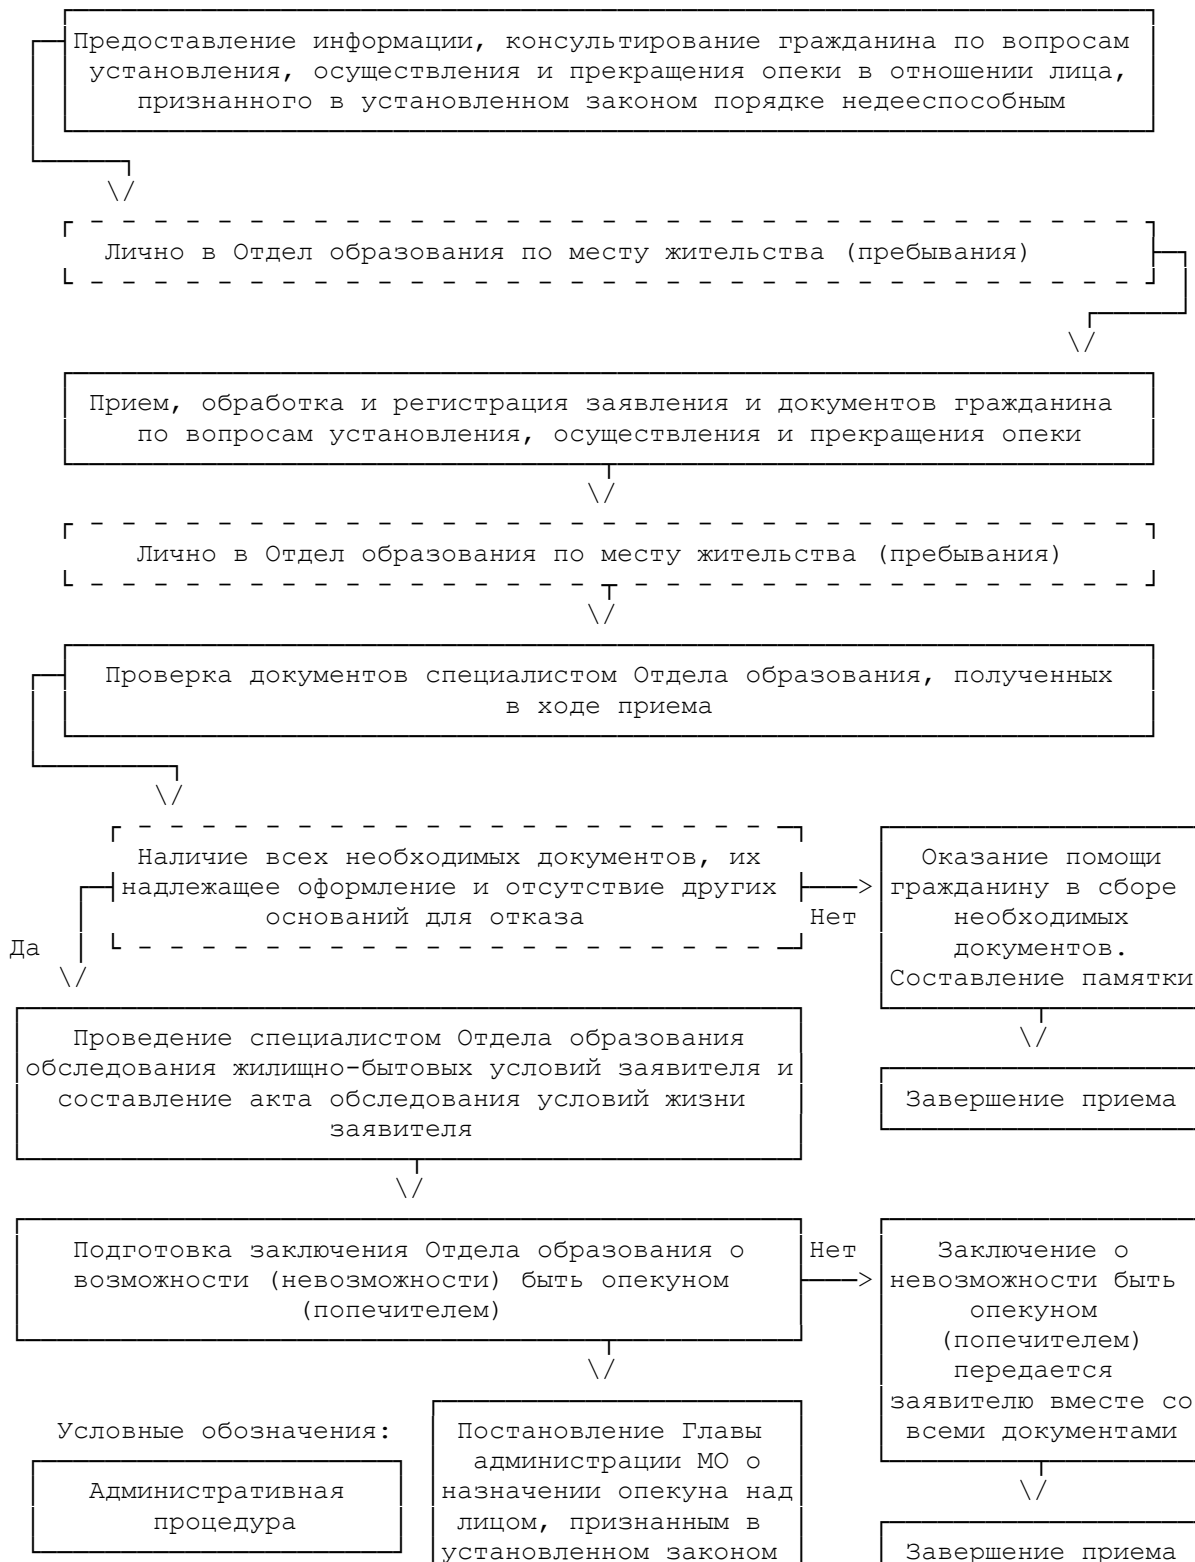 Предоставление информации, консультирование гражданина по вопросам
установления, осуществления и прекращения опеки в отношении лица,
признанного в установленном законом порядке недееспособным
Лично в Отдел образования по месту жительства (пребывания)
Прием, обработка и регистрация заявления и документов гражданина
по вопросам установления, осуществления и прекращения опеки
Лично в Отдел образования по месту жительства (пребывания)
Проверка документов специалистом Отдела образования, полученных
в ходе приема
Наличие всех необходимых документов, их
надлежащее оформление и отсутствие других
оснований для отказа
Нет
Да
Оказание помощи
гражданину в сборе
необходимых
документов.
Составление памятки
Проведение специалистом Отдела образования
обследования жилищно-бытовых условий заявителя и
составление акта обследования условий жизни
заявителя
Завершение приема
Подготовка заключения Отдела образования о
возможности (невозможности) быть опекуном
(попечителем)
Нет
Заключение о
невозможности быть
опекуном
(попечителем)
передается
заявителю вместе со
всеми документами
Условные обозначения:
Административная
процедура
Постановление Главы
администрации МО о
назначении опекуна над
лицом, признанным в
установленном законом
Завершение приема